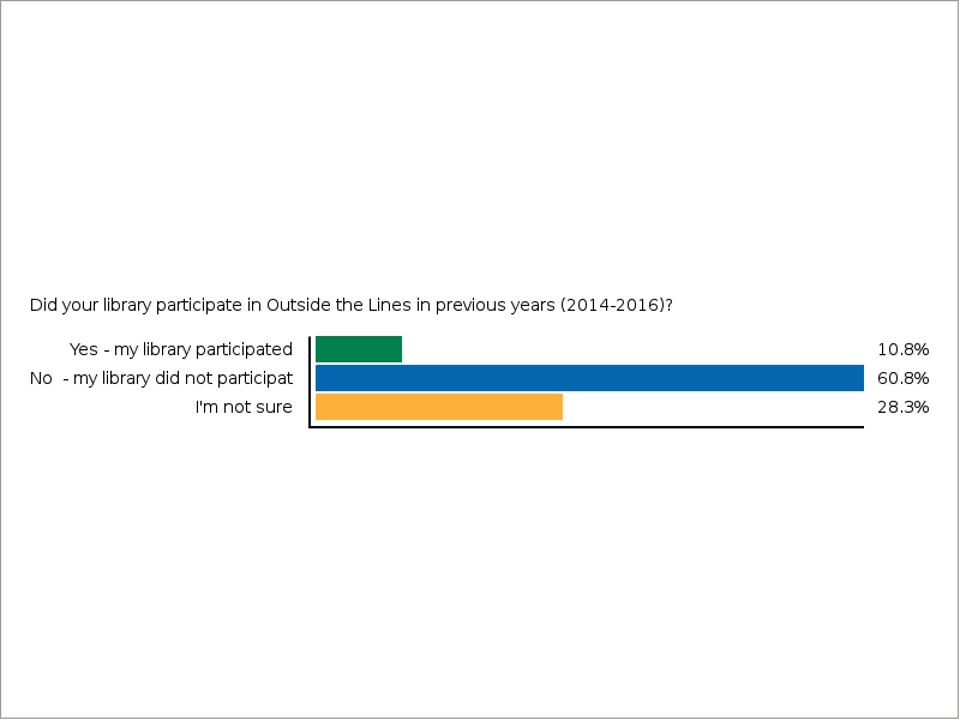 Did your library participate in Outside the Lines in previous years (2014-2016)?
Yes - my library participated 10.8%
No  - my library did not participat 60.8%
I'm not sure 28.3%